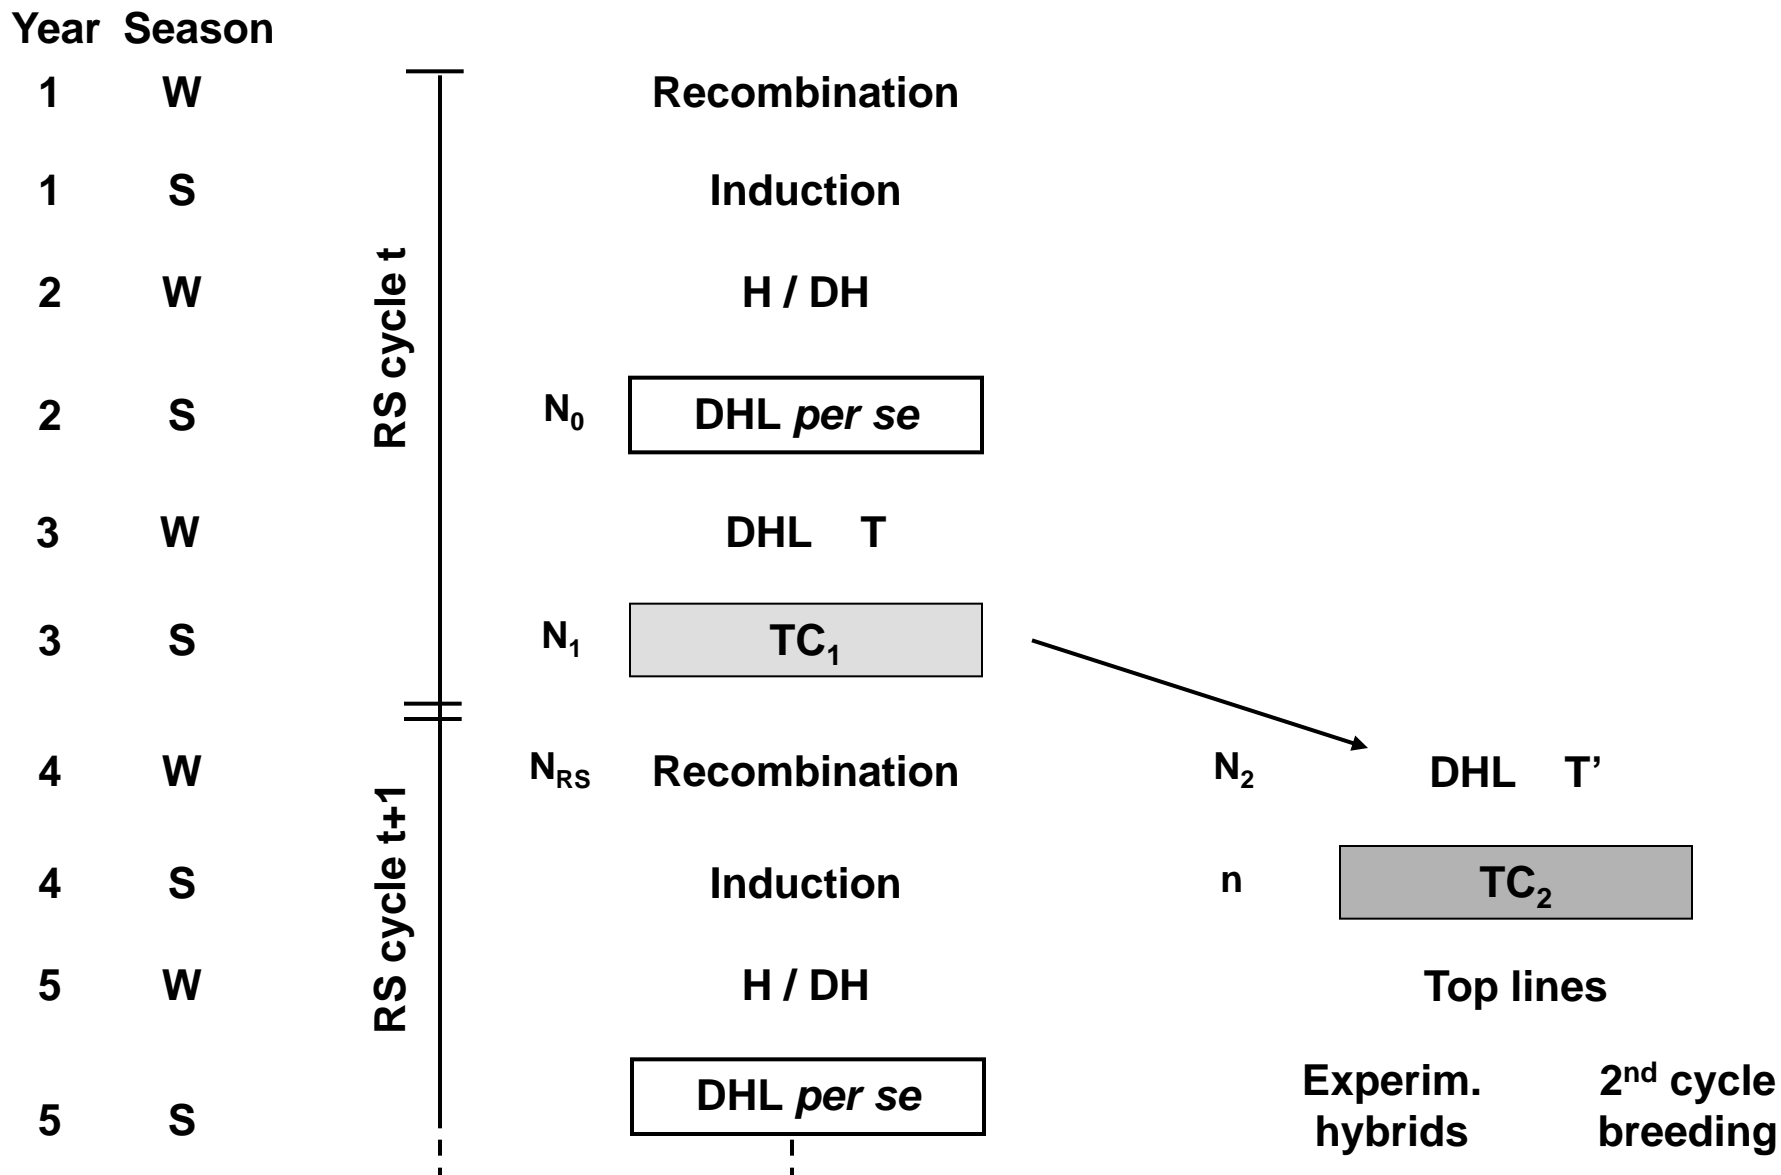 Year Season
1 W Recombination
1 S Induction
2 W H / DH
RS cycle t
2 S N₀ DHL per se
3 W DHL T
3 S N₁ TC₁
4 W N_RS Recombination N₂ DHL T’
RS cycle t+1
4 S Induction n TC₂
5 W H / DH Top lines
5 S DHL per se Experim. 2nd cycle
hybrids breeding